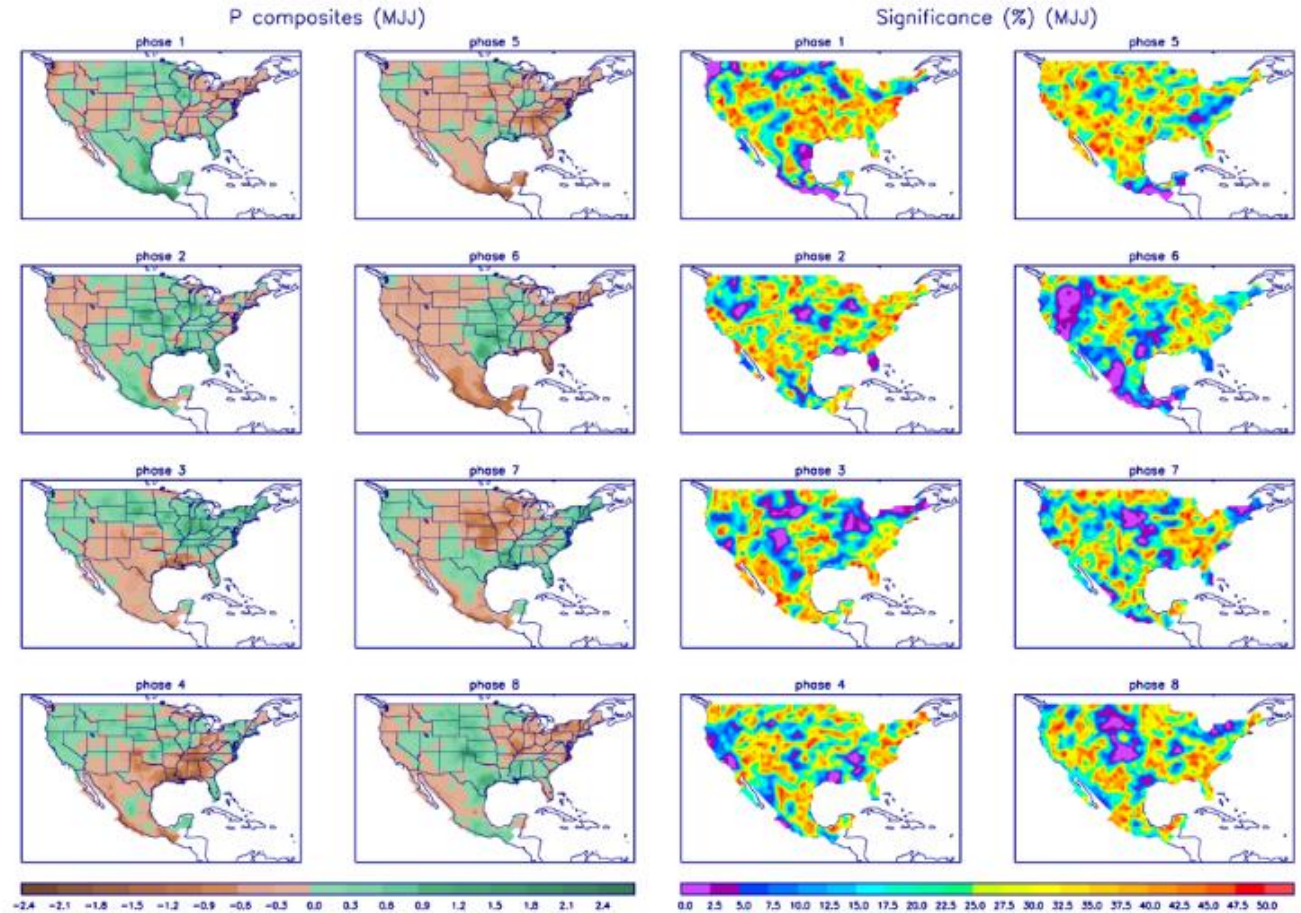 P composites (MJJ)
Significance (%) (MJJ)
phase 1
phase 5
phase 1
phase 5
phase 2
phase 6
phase 2
phase 6
phase 3
phase 7
phase 3
phase 7
phase 4
phase 8
phase 4
phase 8
−2.4 −2.1 −1.8 −1.5 −1.2 −0.9 −0.6 −0.3 0.0 0.3 0.6 0.9 1.2 1.5 1.8 2.1 2.4
0.0 2.5 5.0 7.5 10.0 12.5 15.0 17.5 20.0 22.5 25.0 27.5 30.0 32.5 35.0 37.5 40.0 42.5 45.0 47.5 50.0